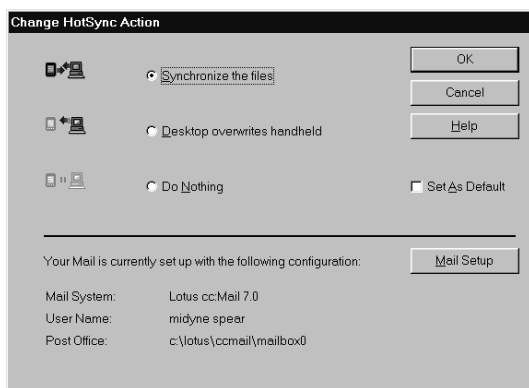 Change HotSync Action
Synchronize the files
OK
Cancel
Desktop overwrites handheld
Help
Do Nothing
Set As Default
Your Mail is currently set up with the following configuration:
Mail Setup
Mail System: Lotus cc:Mail 7.0
User Name: midyne spear
Post Office: c:\lotus\ccmail\mailbox0